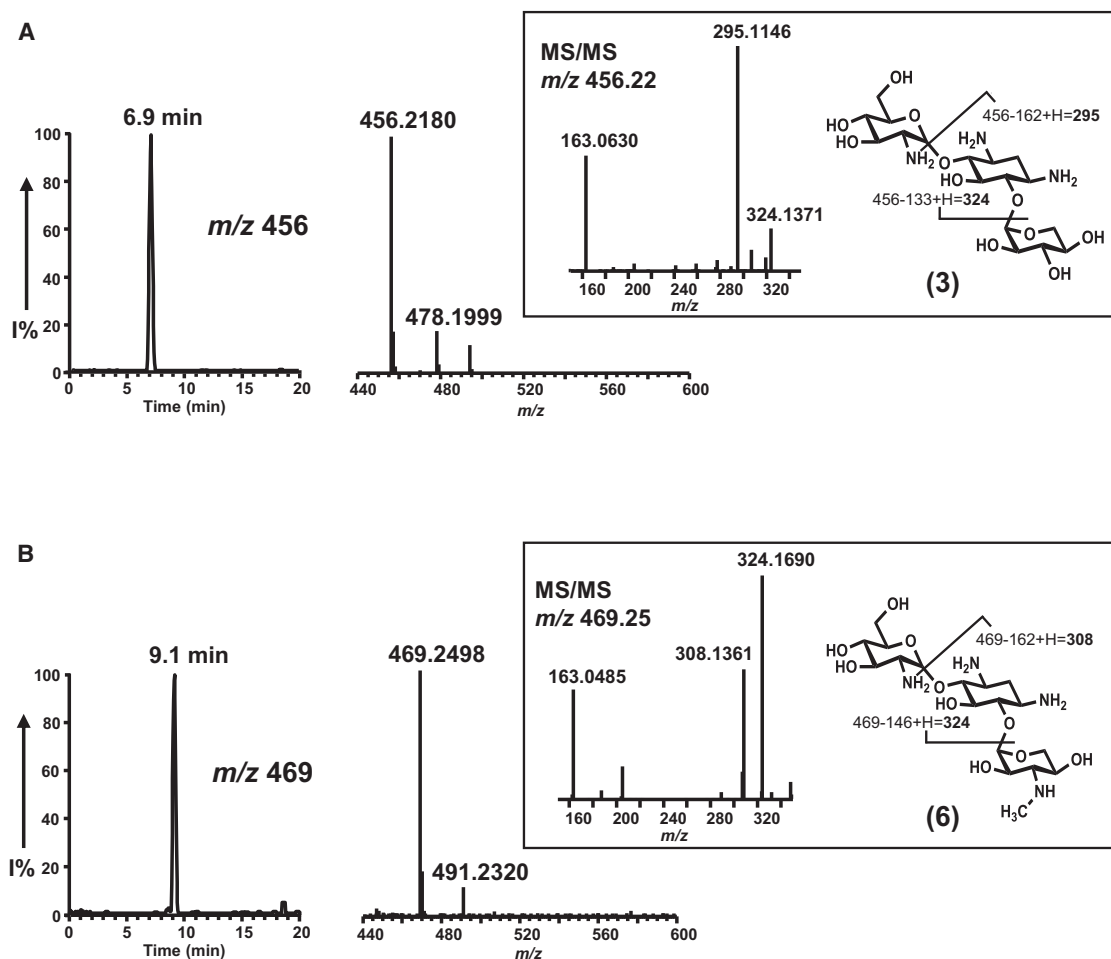 A
6.9 min
100
80
60
40
20
0
I%
m/z 456
0 5 10 15 20
Time (min)
456.2180
478.1999
440 480 520 560 600
m/z
MS/MS
m/z 456.22
295.1146
163.0630
324.1371
160 200 240 280 320
m/z
OH
HO
HO
O
NH2
O
456-162+H=295
H2N
HO
NH2
456-133+H=324
O
O
HO
OH
OH
(3)
B
9.1 min
100
80
60
40
20
0
I%
m/z 469
0 5 10 15 20
Time (min)
469.2498
491.2320
440 480 520 560 600
m/z
MS/MS
m/z 469.25
324.1690
308.1361
163.0485
160 200 240 280 320
m/z
OH
HO
HO
O
NH2
O
469-162+H=308
H2N
HO
NH2
469-146+H=324
O
O
HO
OH
NH
H3C
(6)